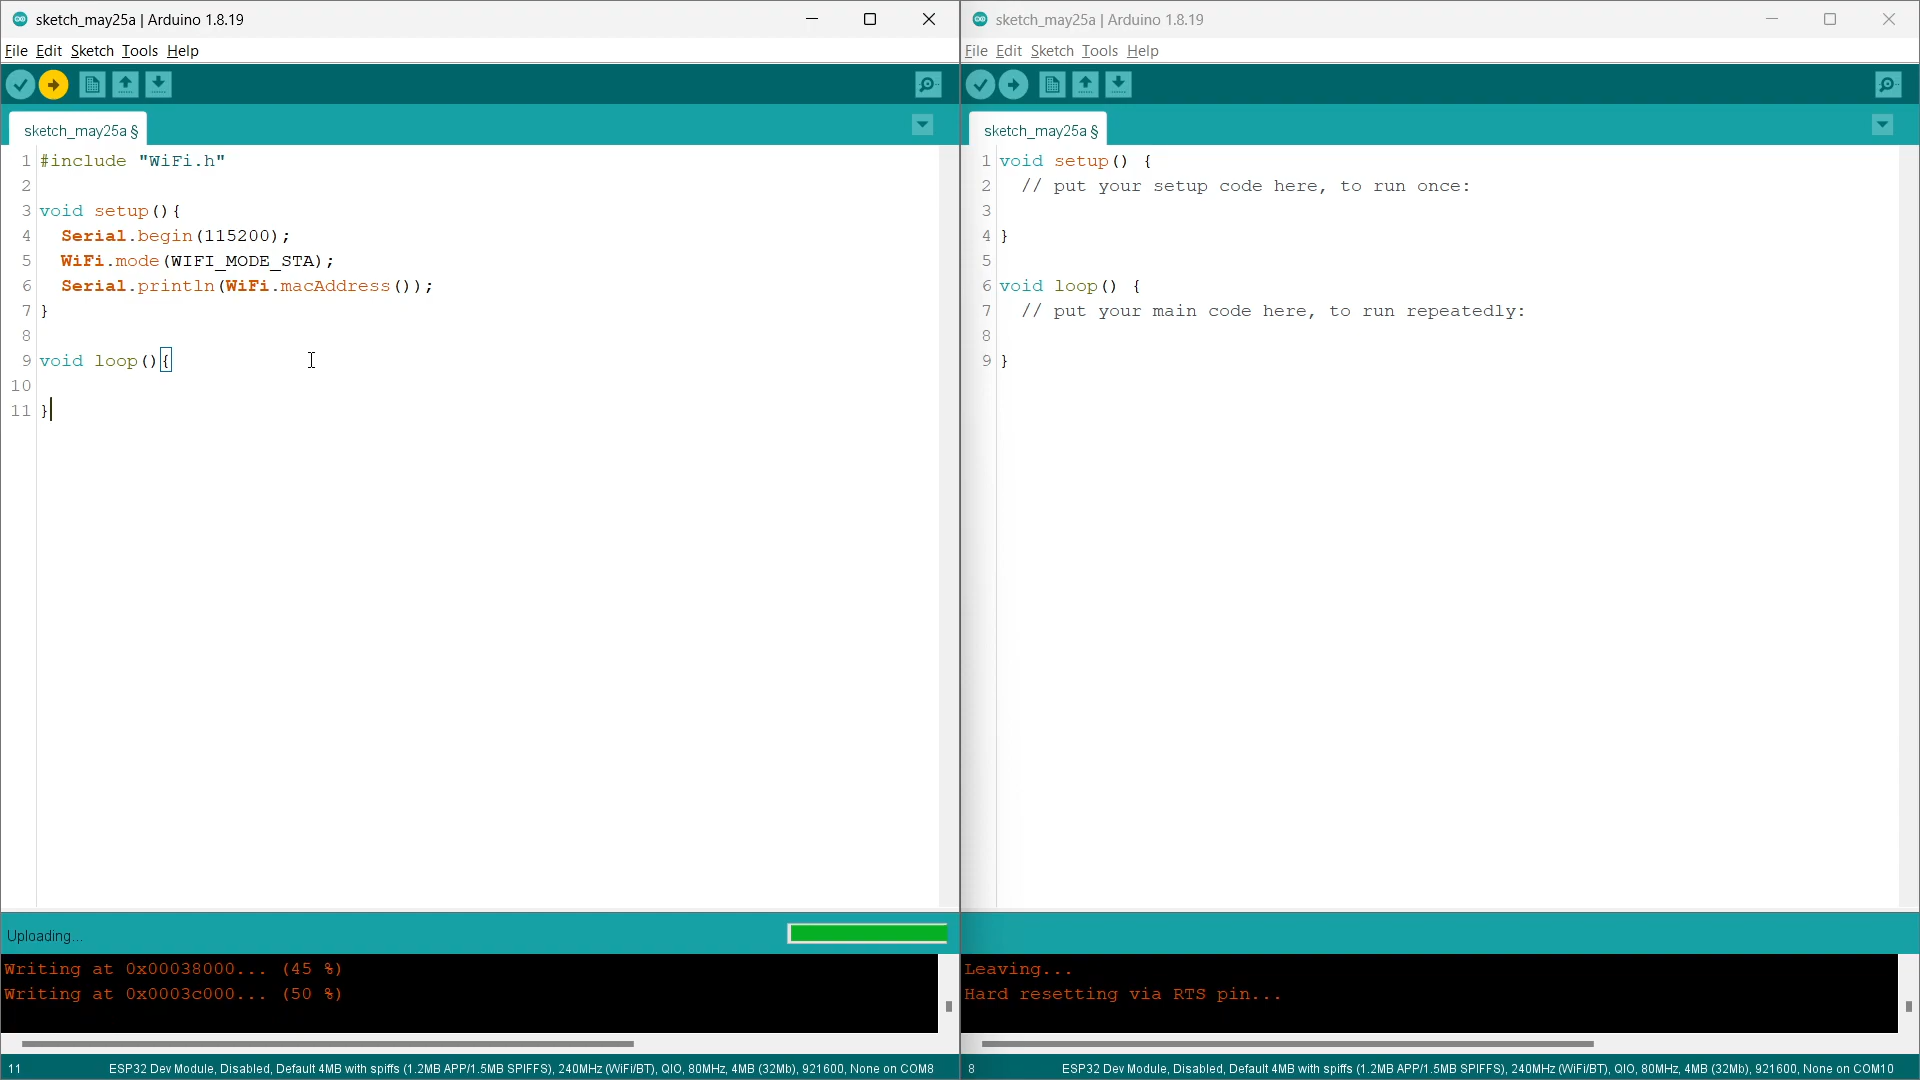 sketch_may25a | Arduino 1.8.19
File Edit Sketch Tools Help
sketch_may25a §
1 #include "WiFi.h"
2
3 void setup(){
4 Serial.begin(115200);
5 WiFi.mode(WIFI_MODE_STA);
6 Serial.println(WiFi.macAddress());
7 }
8
9 void loop(){
10
11 }
Uploading...
Writing at 0x00038000... (45 %)
Writing at 0x0003c000... (50 %)
11 ESP32 Dev Module, Disabled, Default 4MB with spiffs (1.2MB APP/1.5MB SPIFFS), 240MHz (WiFi/BT), QIO, 80MHz, 4MB (32Mb), 921600, None on COM8
sketch_may25a | Arduino 1.8.19
File Edit Sketch Tools Help
sketch_may25a §
1 void setup() {
2 // put your setup code here, to run once:
3
4 }
5
6 void loop() {
7 // put your main code here, to run repeatedly:
8
9 }
Leaving...
Hard resetting via RTS pin...
8 ESP32 Dev Module, Disabled, Default 4MB with spiffs (1.2MB APP/1.5MB SPIFFS), 240MHz (WiFi/BT), QIO, 80MHz, 4MB (32Mb), 921600, None on COM10